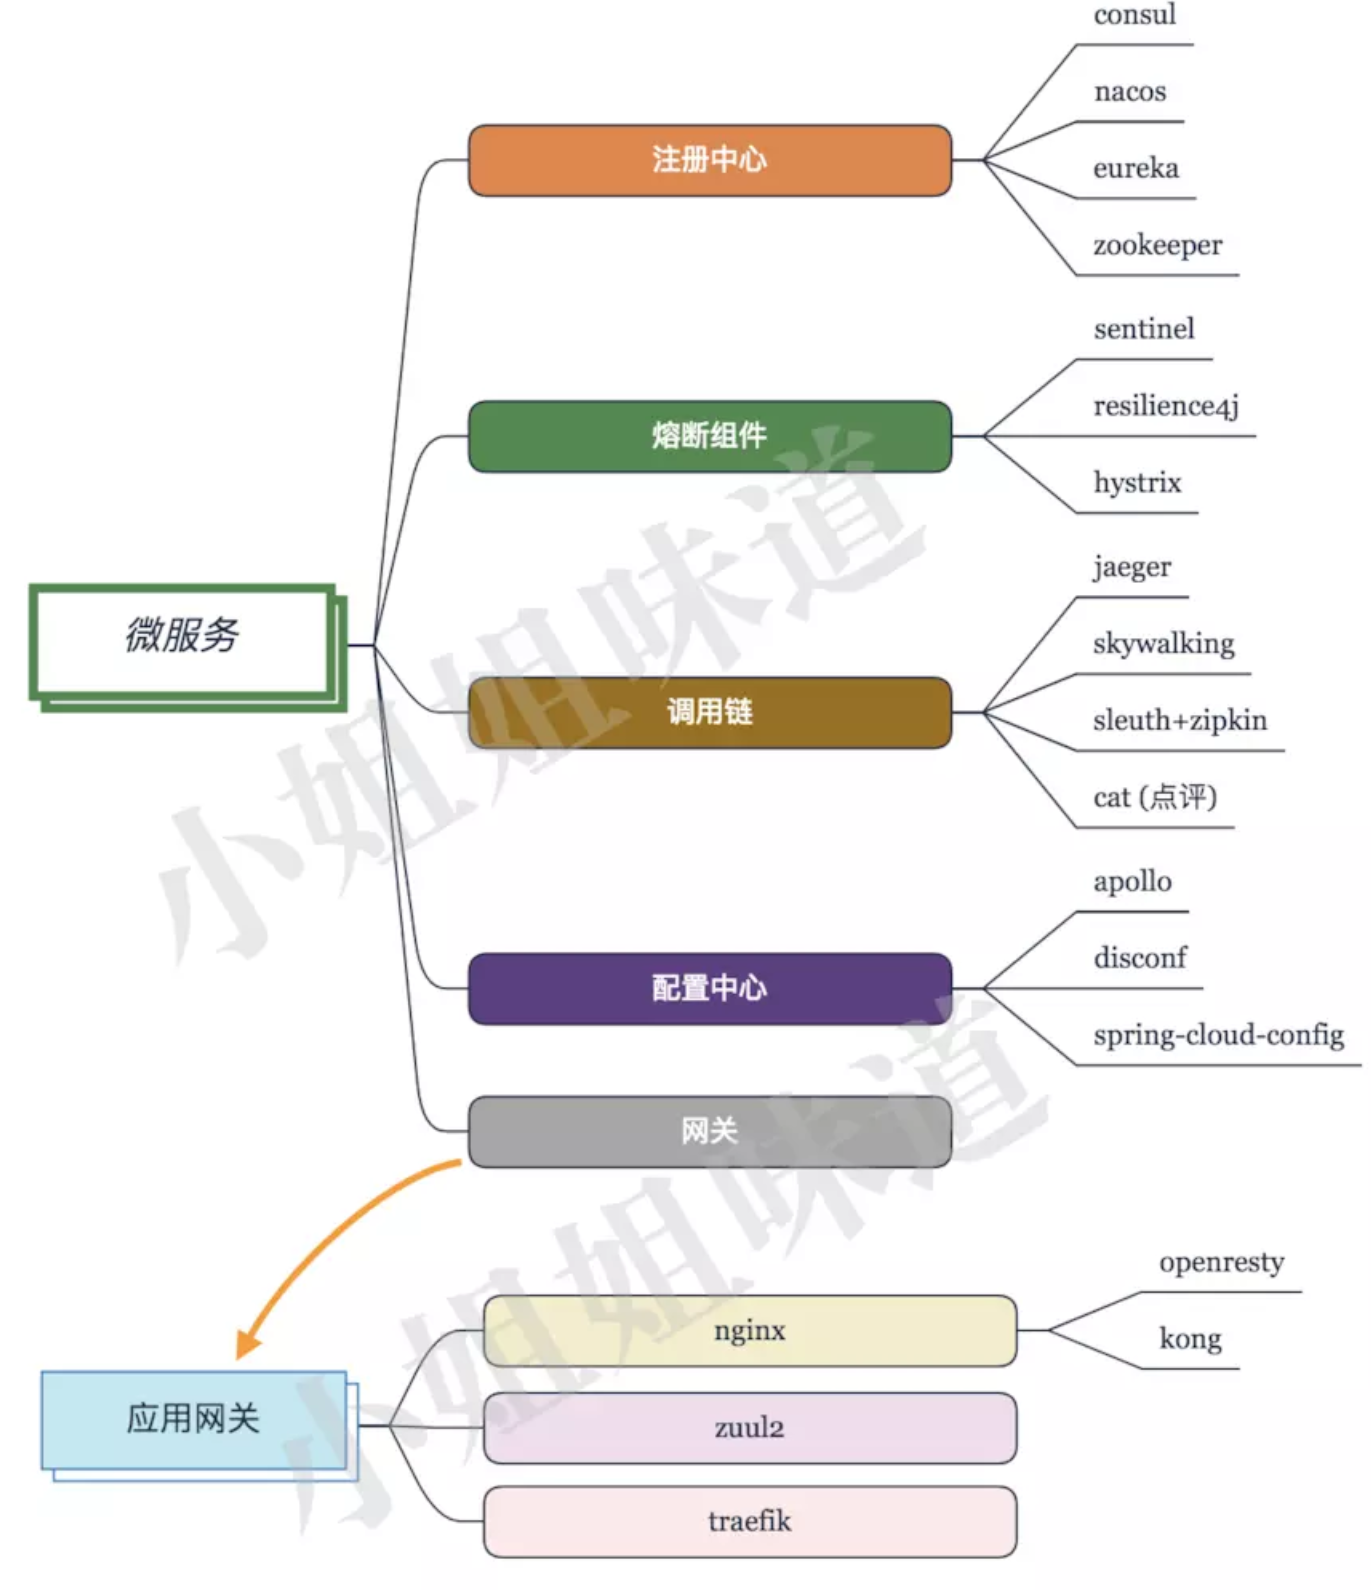 微服务
注册中心
consul
nacos
eureka
zookeeper
熔断组件
sentinel
resilience4j
hystrix
调用链
jaeger
skywalking
sleuth+zipkin
cat (点评)
配置中心
apollo
disconf
spring-cloud-config
网关
应用网关
nginx
openresty
kong
zuul2
traefik
小姐姐味道
小姐姐味道